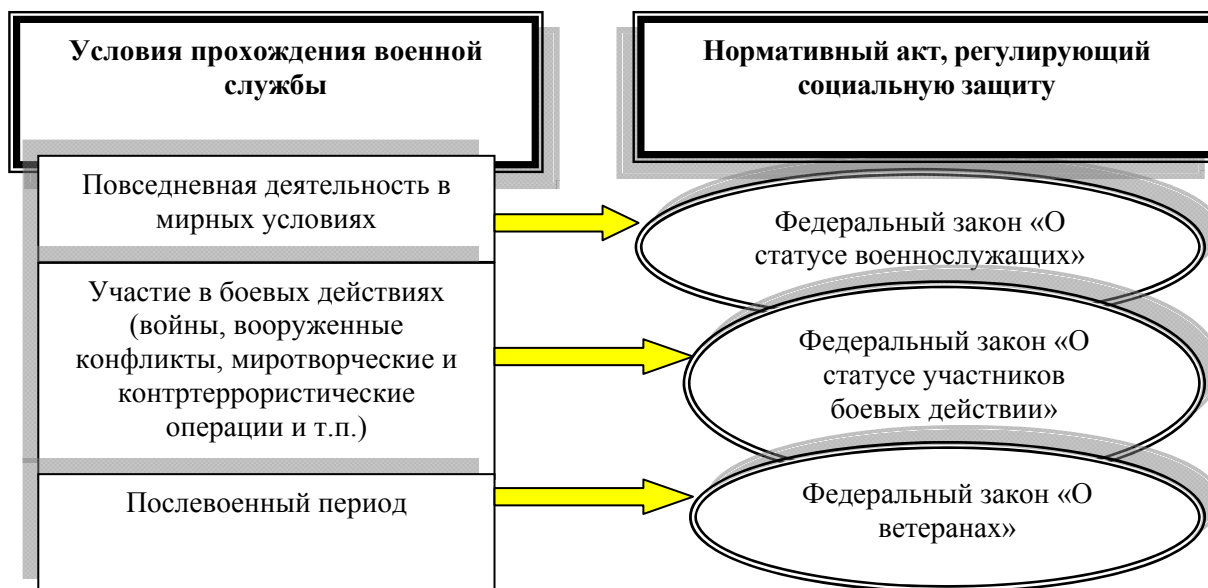 Условия прохождения военной
службы
Нормативный акт, регулирующий
социальную защиту
Повседневная деятельность в
мирных условиях
Федеральный закон «О
статусе военнослужащих»
Участие в боевых действиях
(войны, вооруженные
конфликты, миротворческие и
контртеррористические
операции и т.п.)
Федеральный закон «О
статусе участников
боевых действии»
Послевоенный период
Федеральный закон «О
ветеранах»